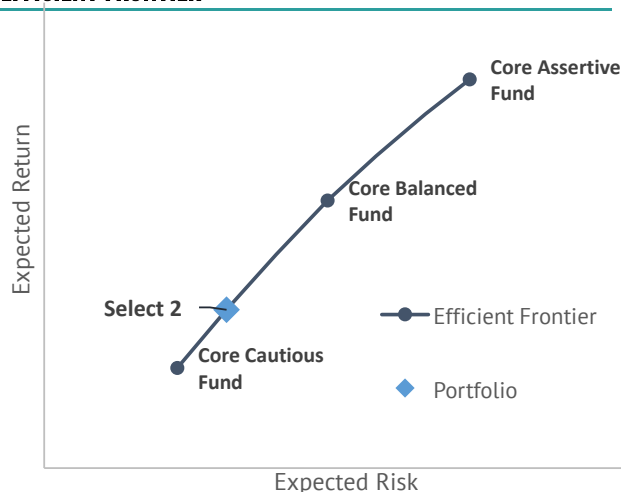 EFFICIENT FRONTIER
Core Assertive
Fund
Expected Return
Core Balanced
Fund
Select 2
Efficient Frontier
Core Cautious
Fund
Portfolio
Expected Risk